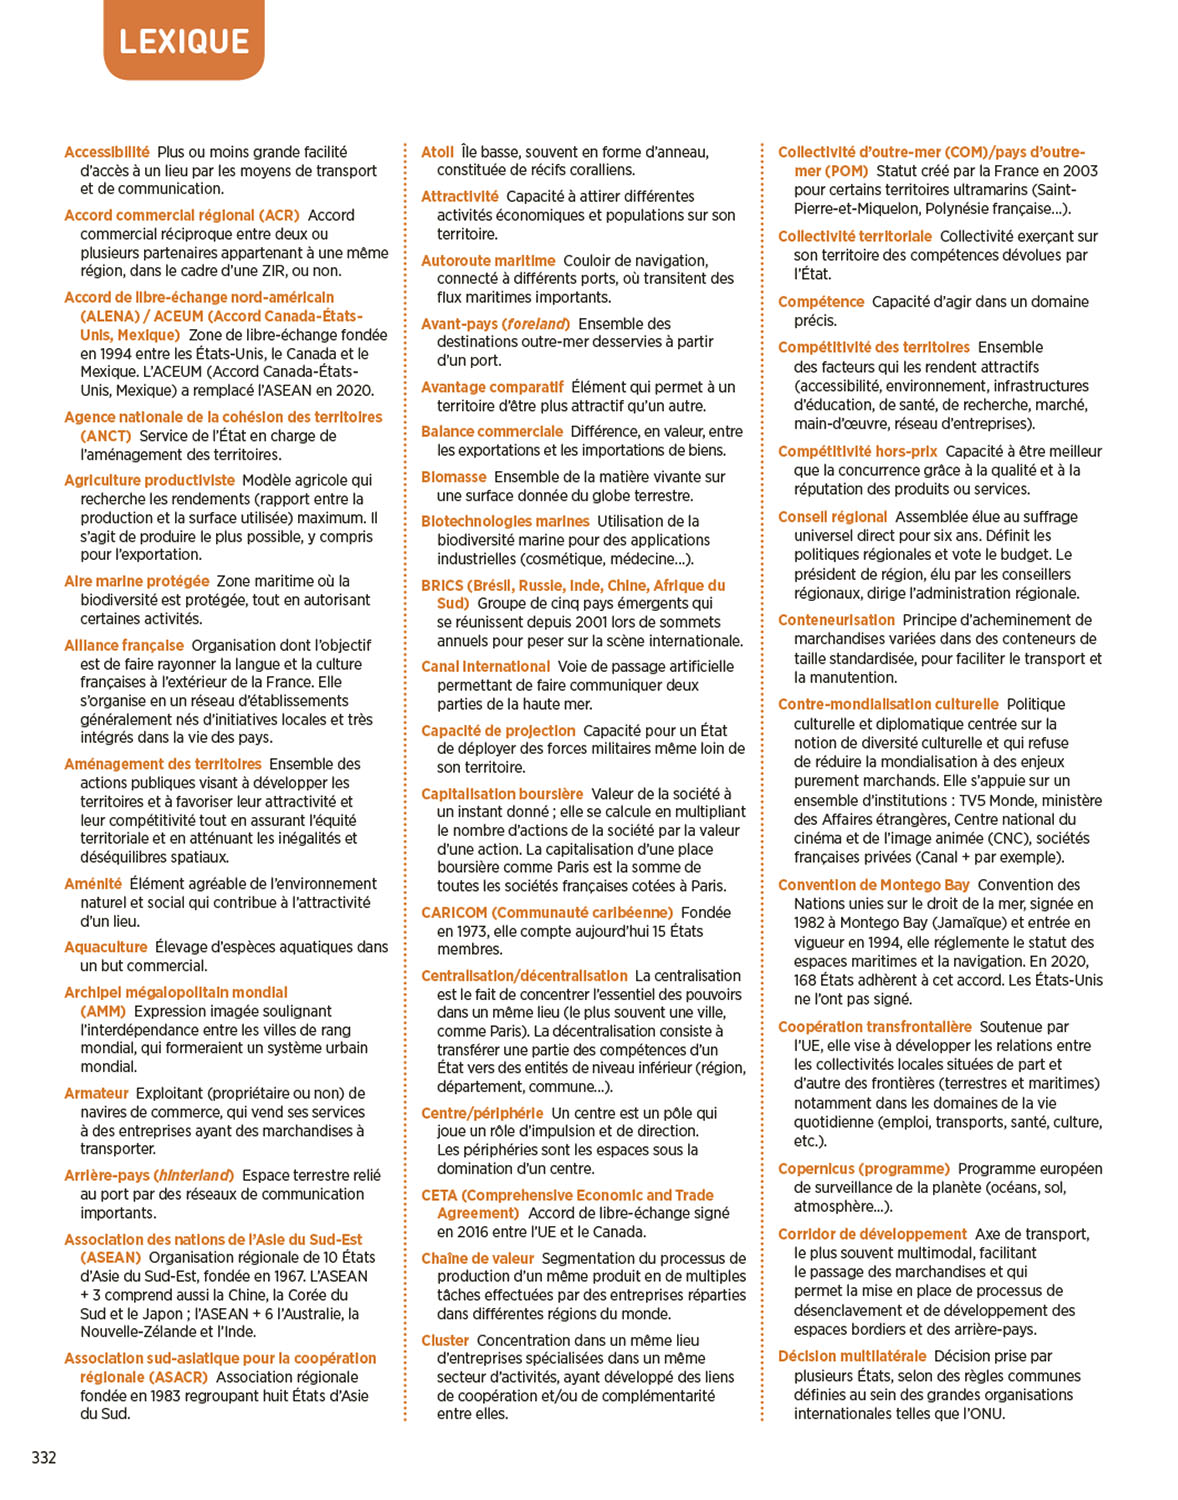 LEXIQUE
Accessibilité Plus ou moins grande facilité
d’accès à un lieu par les moyens de transport
et de communication.
Accord commercial régional (ACR) Accord
commercial réciproque entre deux ou
plusieurs partenaires appartenant à une même
région, dans le cadre d’une ZIR, ou non.
Accord de libre-échange nord-américain
(ALENA) / ACEUM (Accord Canada-États-
Unis, Mexique) Zone de libre-échange fondée
en 1994 entre les États-Unis, le Canada et le
Mexique. L’ACEUM (Accord Canada-États-
Unis, Mexique) a remplacé l’ASEAN en 2020.
Agence nationale de la cohésion des territoires
(ANCT) Service de l’État en charge de
l’aménagement des territoires.
Agriculture productiviste Modèle agricole qui
recherche les rendements (rapport entre la
production et la surface utilisée) maximum. Il
s’agit de produire le plus possible, y compris
pour l’exportation.
Aire marine protégée Zone maritime où la
biodiversité est protégée, tout en autorisant
certaines activités.
Alliance française Organisation dont l’objectif
est de faire rayonner la langue et la culture
françaises à l’extérieur de la France. Elle
s’organise en un réseau d’établissements
généralement nés d’initiatives locales et très
intégrés dans la vie des pays.
Aménagement des territoires Ensemble des
actions publiques visant à développer les
territoires et à favoriser leur attractivité et
leur compétitivité tout en assurant l’équité
territoriale et en atténuant les inégalités et
déséquilibres spatiaux.
Aménité Élément agréable de l’environnement
naturel et social qui contribue à l’attractivité
d’un lieu.
Aquaculture Élevage d’espèces aquatiques dans
un but commercial.
Archipel mégalopolitain mondial
(AMM) Expression imagée soulignant
l’interdépendance entre les villes de rang
mondial, qui formeraient un système urbain
mondial.
Armateur Exploitant (propriétaire ou non) de
navires de commerce, qui vend ses services
à des entreprises ayant des marchandises à
transporter.
Arrière-pays (hinterland) Espace terrestre relié
au port par des réseaux de communication
importants.
Association des nations de l’Asie du Sud-Est
(ASEAN) Organisation régionale de 10 États
d’Asie du Sud-Est, fondée en 1967. L’ASEAN
+ 3 comprend aussi la Chine, la Corée du
Sud et le Japon ; l’ASEAN + 6 l’Australie, la
Nouvelle-Zélande et l’Inde.
Association sud-asiatique pour la coopération
régionale (ASACR) Association régionale
fondée en 1983 regroupant huit États d’Asie
du Sud.
Atoll Île basse, souvent en forme d’anneau,
constituée de récifs coralliens.
Attractivité Capacité à attirer différentes
activités économiques et populations sur son
territoire.
Autoroute maritime Couloir de navigation,
connecté à différents ports, où transitent des
flux maritimes importants.
Avant-pays (foreland) Ensemble des
destinations outre-mer desservies à partir
d’un port.
Avantage comparatif Élément qui permet à un
territoire d’être plus attractif qu’un autre.
Balance commerciale Différence, en valeur, entre
les exportations et les importations de biens.
Biomasse Ensemble de la matière vivante sur
une surface donnée du globe terrestre.
Biotechnologies marines Utilisation de la
biodiversité marine pour des applications
industrielles (cosmétique, médecine...).
BRICS (Brésil, Russie, Inde, Chine, Afrique du
Sud) Groupe de cinq pays émergents qui
se réunissent depuis 2001 lors de sommets
annuels pour peser sur la scène internationale.
Canal international Voie de passage artificielle
permettant de faire communiquer deux
parties de la haute mer.
Capacité de projection Capacité pour un État
de déployer des forces militaires même loin de
son territoire.
Capitalisation boursière Valeur de la société à
un instant donné ; elle se calcule en multipliant
le nombre d’actions de la société par la valeur
d’une action. La capitalisation d’une place
boursière comme Paris est la somme de
toutes les sociétés françaises cotées à Paris.
CARICOM (Communauté caribéenne) Fondée
en 1973, elle compte aujourd’hui 15 États
membres.
Centralisation/décentralisation La centralisation
est le fait de concentrer l’essentiel des pouvoirs
dans un même lieu (le plus souvent une ville,
comme Paris). La décentralisation consiste à
transférer une partie des compétences d’un
État vers des entités de niveau inférieur (région,
département, commune...).
Centre/périphérie Un centre est un pôle qui
joue un rôle d’impulsion et de direction.
Les périphéries sont les espaces sous la
domination d’un centre.
CETA (Comprehensive Economic and Trade
Agreement) Accord de libre-échange signé
en 2016 entre l’UE et le Canada.
Chaîne de valeur Segmentation du processus de
production d’un même produit en de multiples
tâches effectuées par des entreprises réparties
dans différentes régions du monde.
Cluster Concentration dans un même lieu
d’entreprises spécialisées dans un même
secteur d’activités, ayant développé des liens
de coopération et/ou de complémentarité
entre elles.
Collectivité d’outre-mer (COM)/pays d’outre-
mer (POM) Statut créé par la France en 2003
pour certains territoires ultramarins (Saint-
Pierre-et-Miquelon, Polynésie française...).
Collectivité territoriale Collectivité exerçant sur
son territoire des compétences dévolues par
l’État.
Compétence Capacité d’agir dans un domaine
précis.
Compétitivité des territoires Ensemble
des facteurs qui les rendent attractifs
(accessibilité, environnement, infrastructures
d’éducation, de santé, de recherche, marché,
main-d’œuvre, réseau d’entreprises).
Compétitivité hors-prix Capacité à être meilleur
que la concurrence grâce à la qualité et à la
réputation des produits ou services.
Conseil régional Assemblée élue au suffrage
universel direct pour six ans. Définit les
politiques régionales et vote le budget. Le
président de région, élu par les conseillers
régionaux, dirige l’administration régionale.
Conteneurisation Principe d’acheminement de
marchandises variées dans des conteneurs de
taille standardisée, pour faciliter le transport et
la manutention.
Contre-mondialisation culturelle Politique
culturelle et diplomatique centrée sur la
notion de diversité culturelle et qui refuse
de réduire la mondialisation à des enjeux
purement marchands. Elle s’appuie sur un
ensemble d’institutions : TV5 Monde, ministère
des Affaires étrangères, Centre national du
cinéma et de l’image animée (CNC), sociétés
françaises privées (Canal + par exemple).
Convention de Montego Bay Convention des
Nations unies sur le droit de la mer, signée en
1982 à Montego Bay (Jamaïque) et entrée en
vigueur en 1994, elle réglemente le statut des
espaces maritimes et la navigation. En 2020,
168 États adhèrent à cet accord. Les États-Unis
ne l’ont pas signé.
Coopération transfrontalière Soutenue par
l’UE, elle vise à développer les relations entre
les collectivités locales situées de part et
d’autre des frontières (terrestres et maritimes)
notamment dans les domaines de la vie
quotidienne (emploi, transports, santé, culture,
etc.).
Copernicus (programme) Programme européen
de surveillance de la planète (océans, sol,
atmosphère...).
Corridor de développement Axe de transport,
le plus souvent multimodal, facilitant
le passage des marchandises et qui
permet la mise en place de processus de
désenclavement et de développement des
espaces bordiers et des arrière-pays.
Décision multilatérale Décision prise par
plusieurs États, selon des règles communes
définies au sein des grandes organisations
internationales telles que l’ONU.
332